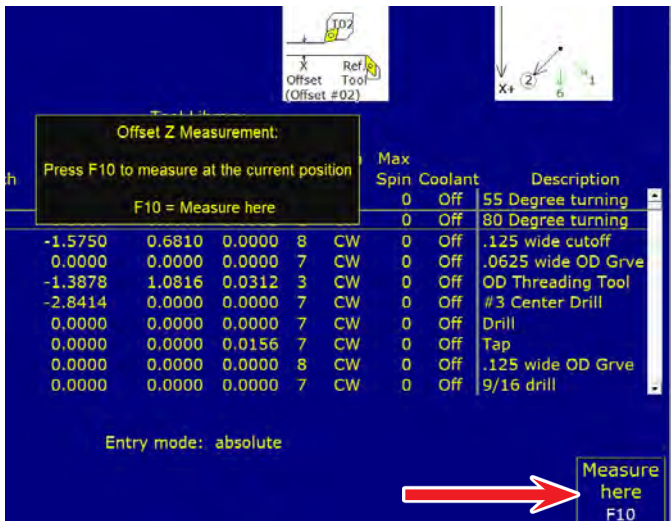 T02
X Ref.
Offset Tool
(Offset #02)
X+ 2 6 1
Offset Z Measurement:
Press F10 to measure at the current position
F10 = Measure here
Max
Spin Coolant Description
0 Off 55 Degree turning
0 Off 80 Degree turning
-1.5750 0.6810 0.0000 8 CW 0 Off .125 wide cutoff
0.0000 0.0000 0.0000 7 CW 0 Off .0625 wide OD Grve
-1.3878 1.0816 0.0312 3 CW 0 Off OD Threading Tool
-2.8414 0.0000 0.0000 7 CW 0 Off #3 Center Drill
0.0000 0.0000 0.0000 7 CW 0 Off Drill
0.0000 0.0000 0.0156 7 CW 0 Off Tap
0.0000 0.0000 0.0000 8 CW 0 Off .125 wide OD Grve
0.0000 0.0000 0.0000 7 CW 0 Off 9/16 drill
Entry mode: absolute
Measure
here
F10